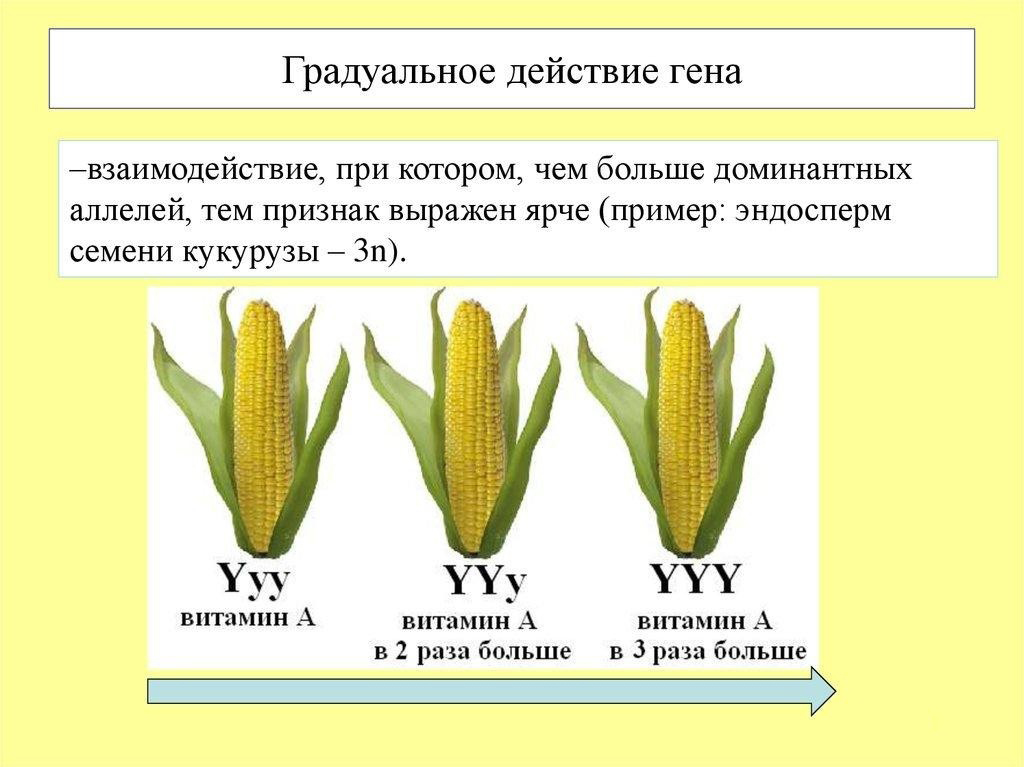 Градуальное действие гена
–взаимодействие, при котором, чем больше доминантных
аллелей, тем признак выражен ярче (пример: эндосперм
семени кукурузы – 3n).
Yyy
витамин А
YYy
витамин А
в 2 раза больше
YYY
витамин А
в 3 раза больше